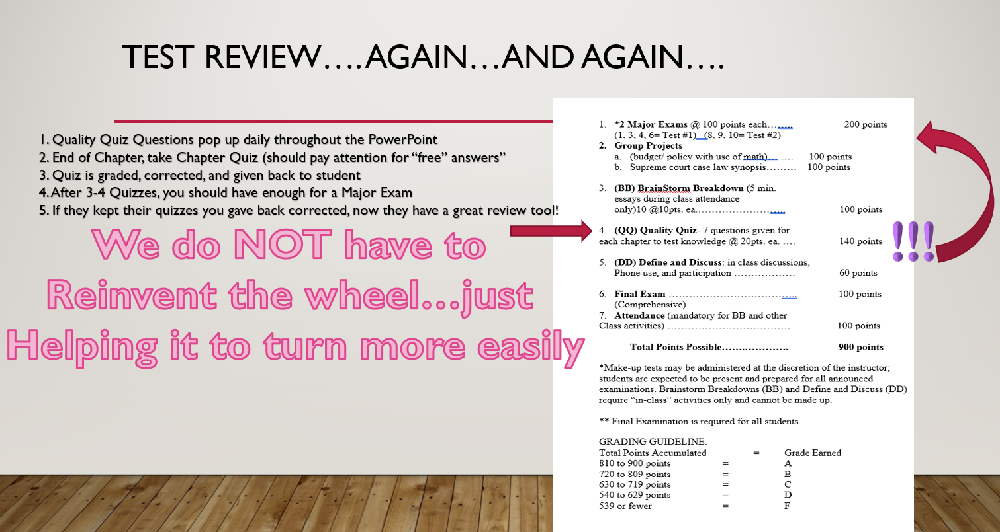 TEST REVIEW….AGAIN…AND AGAIN….
1. Quality Quiz Questions pop up daily throughout the PowerPoint
2. End of Chapter, take Chapter Quiz (should pay attention for “free” answers”
3. Quiz is graded, corrected, and given back to student
4. After 3-4 Quizzes, you should have enough for a Major Exam
5. If they kept their quizzes you gave back corrected, now they have a great review tool!
We do NOT have to
Reinvent the wheel…just
Helping it to turn more easily
1. *2 Major Exams @ 100 points each…….. 200 points
(1, 3, 4, 6= Test #1)__(8, 9, 10= Test #2)
2. Group Projects
a. (budget/ policy with use of math)… …. 100 points
b. Supreme court case law synopsis……… 100 points
3. (BB) BrainStorm Breakdown (5 min.
essays during class attendance
only)10 @10pts. ea………………………….. 100 points
4. (QQ) Quality Quiz- 7 questions given for
each chapter to test knowledge @ 20pts. ea. …. 140 points
!!!
5. (DD) Define and Discuss: in class discussions,
Phone use, and participation ……………… 60 points
6. Final Exam ………………………………….. 100 points
(Comprehensive)
7. Attendance (mandatory for BB and other
Class activities) ……………………………… 100 points
Total Points Possible…………………. 900 points
*Make-up tests may be administered at the discretion of the instructor;
students are expected to be present and prepared for all announced
examinations. Brainstorm Breakdowns (BB) and Define and Discuss (DD)
require “in-class” activities only and cannot be made up.
** Final Examination is required for all students.
GRADING GUIDELINE:
Total Points Accumulated = Grade Earned
810 to 900 points = A
720 to 809 points = B
630 to 719 points = C
540 to 629 points = D
539 or fewer = F